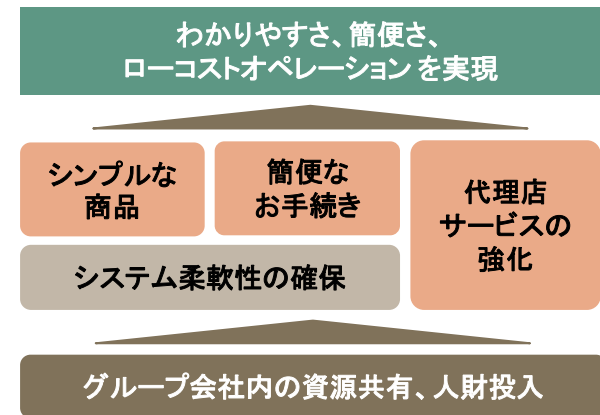 わかりやすさ、簡便さ、
ローコストオペレーション を実現
シンプルな
商品
簡便な
お手続き
代理店
サービスの
強化
システム柔軟性の確保
グループ会社内の資源共有、人財投入